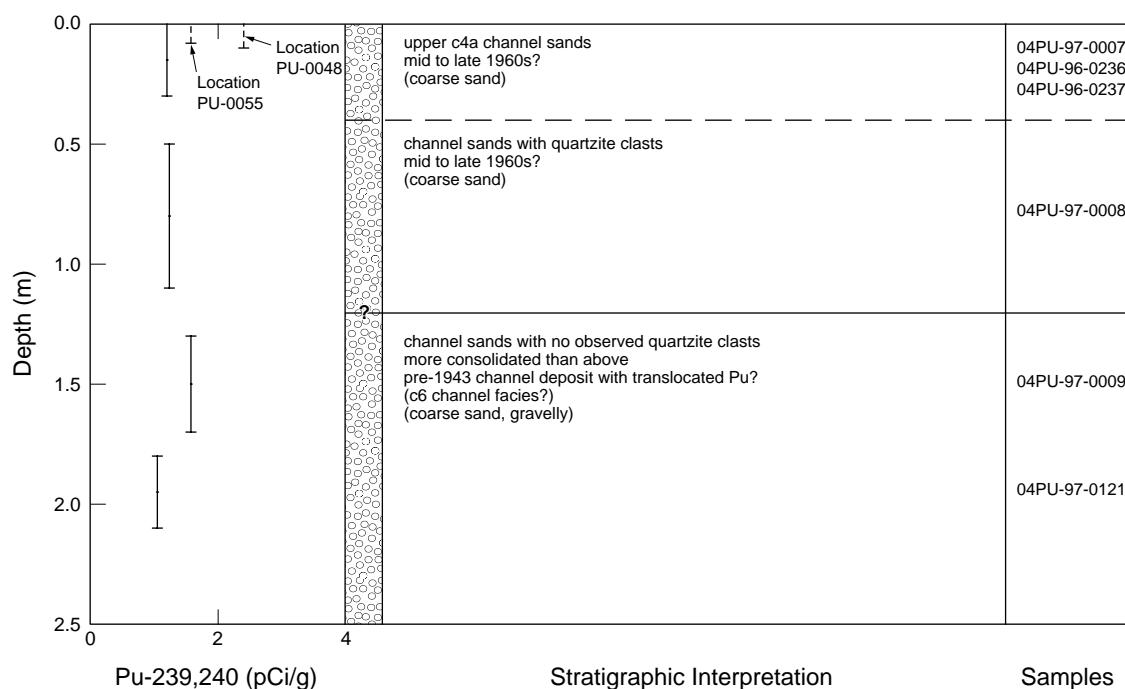 0.0
0.5
1.0
1.5
2.0
2.5
Depth (m)
0
2
4
Pu-239,240 (pCi/g)
Location
PU-0048
Location
PU-0055
?
upper c4a channel sands
mid to late 1960s?
(coarse sand)
channel sands with quartzite clasts
mid to late 1960s?
(coarse sand)
channel sands with no observed quartzite clasts
more consolidated than above
pre-1943 channel deposit with translocated Pu?
(c6 channel facies?)
(coarse sand, gravelly)
Stratigraphic Interpretation
04PU-97-0007
04PU-96-0236
04PU-96-0237
04PU-97-0008
04PU-97-0009
04PU-97-0121
Samples